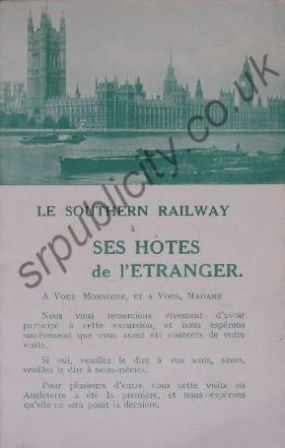 LE SOUTHERN RAILWAY
à
SES HÔTES
de l'ETRANGER.
A Vous Monsieur, et a Vous, Madame.
Nous vous remercions vivement d'avoir
participé à cette excursion, et nous espérons
sincèrement que vous aurez été contents de votre
visite.
Si oui, veuillez le dire à vos amis, sinon,
veuillez le dire à nous-mêmes.
Pour plusieurs d'entre vous cette visite en
Angleterre a été la première, et nous espérons
qu'elle ne sera point la dernière.
srpublicity.co.uk